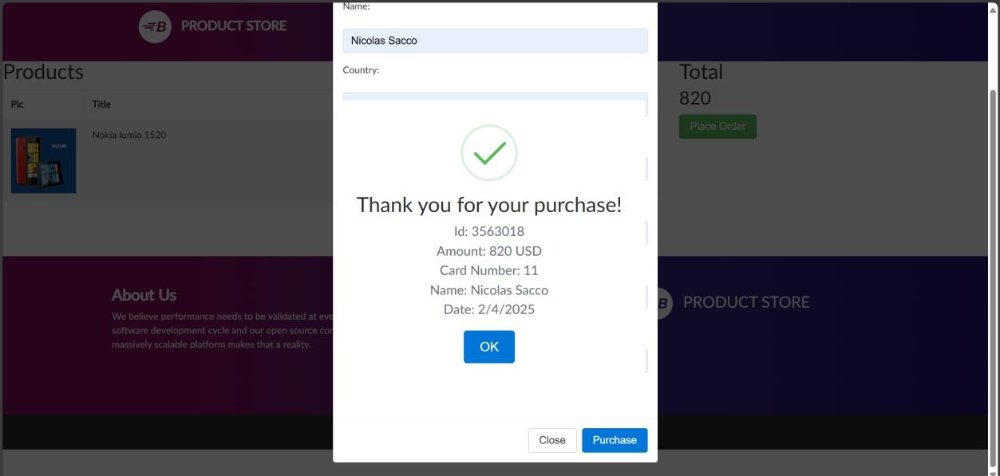 PRODUCT STORE
Products
Pic Title
Nokia lumia 1520
Name:
Nicolas Sacco
Country:
Thank you for your purchase!
Id: 3563018
Amount: 820 USD
Card Number: 11
Name: Nicolas Sacco
Date: 2/4/2025
OK
Close Purchase
Total
820
Place Order
About Us
We believe performance needs to be validated at eve
software development cycle and our open source cor
massively scalable platform makes that a reality.
B PRODUCT STORE